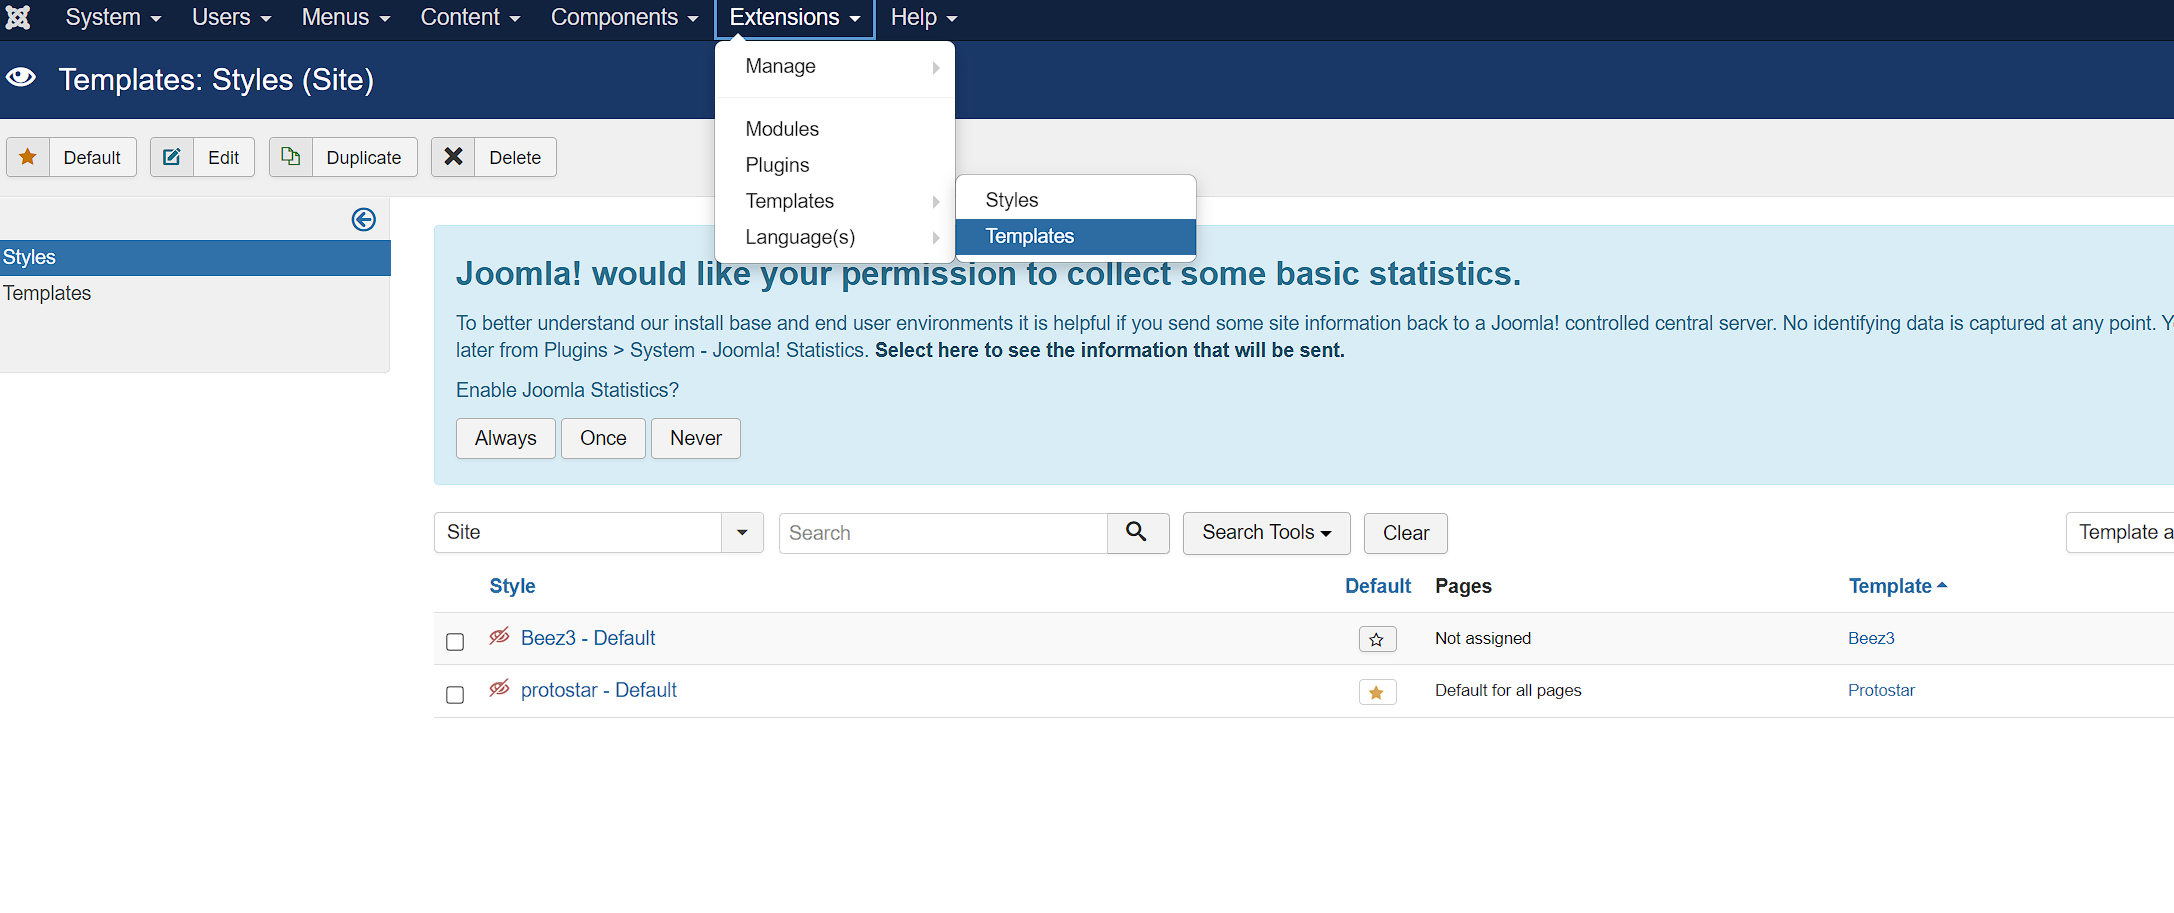 System Users Menus Content Components Extensions Help
Templates: Styles (Site)
Manage
Modules
Plugins
Templates
Language(s)
Styles
Templates
Default Edit Duplicate Delete
Styles
Templates
Joomla! would like your permission to collect some basic statistics.
To better understand our install base and end user environments it is helpful if you send some site information back to a Joomla! controlled central server. No identifying data is captured at any point. Y
later from Plugins > System - Joomla! Statistics. Select here to see the information that will be sent.
Enable Joomla Statistics?
Always Once Never
Site Search Search Tools Clear Template a
Style Default Pages Template
Beez3 - Default Not assigned Beez3
protostar - Default Default for all pages Protostar